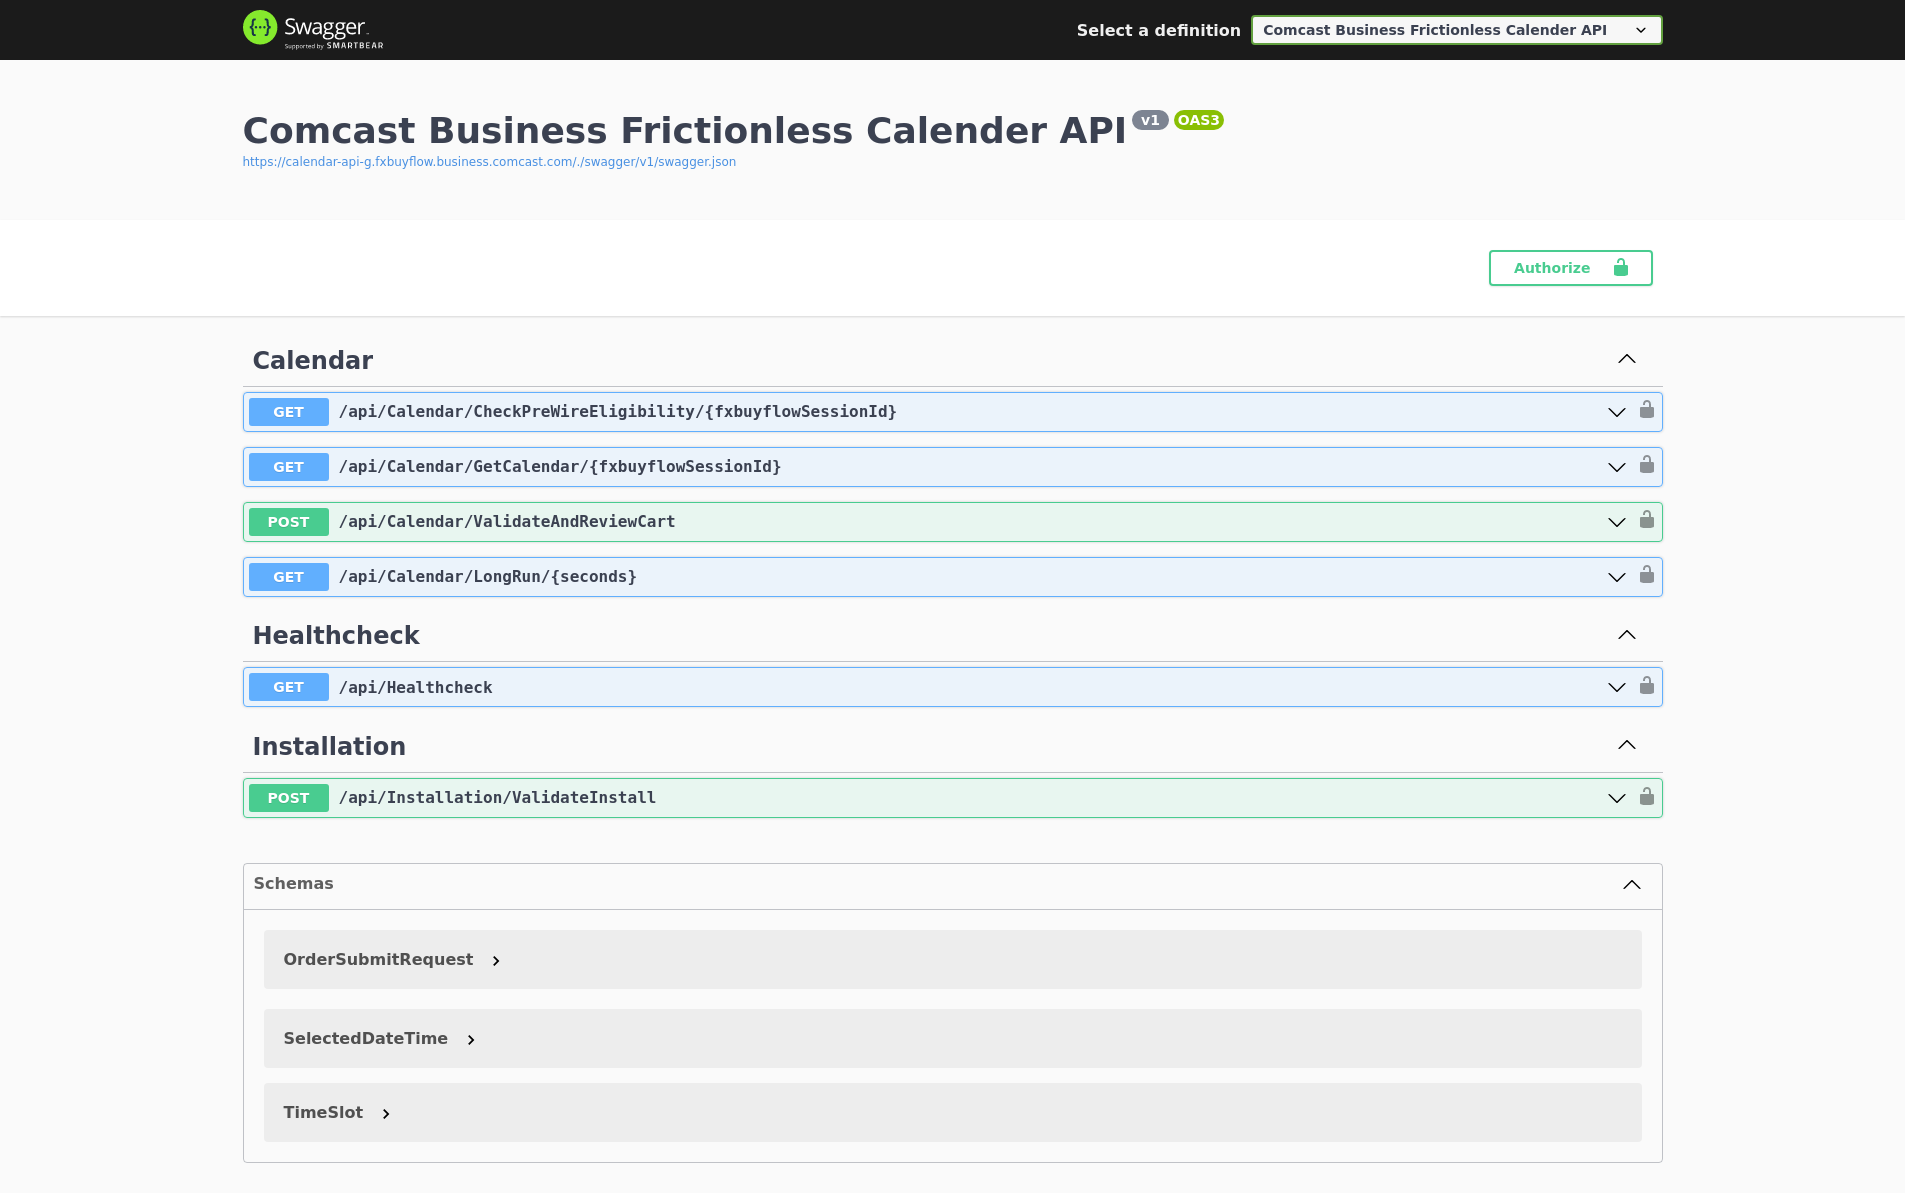 Swagger
Supported by SMARTBEAR
Select a definition
Comcast Business Frictionless Calender API
Comcast Business Frictionless Calender API v1 OAS3
https://calendar-api-g.fxbuyflow.business.comcast.com/./swagger/v1/swagger.json
Authorize
Calendar
GET /api/Calendar/CheckPreWireEligibility/{fxbuyflowSessionId}
GET /api/Calendar/GetCalendar/{fxbuyflowSessionId}
POST /api/Calendar/ValidateAndReviewCart
GET /api/Calendar/LongRun/{seconds}
Healthcheck
GET /api/Healthcheck
Installation
POST /api/Installation/ValidateInstall
Schemas
OrderSubmitRequest
SelectedDateTime
TimeSlot